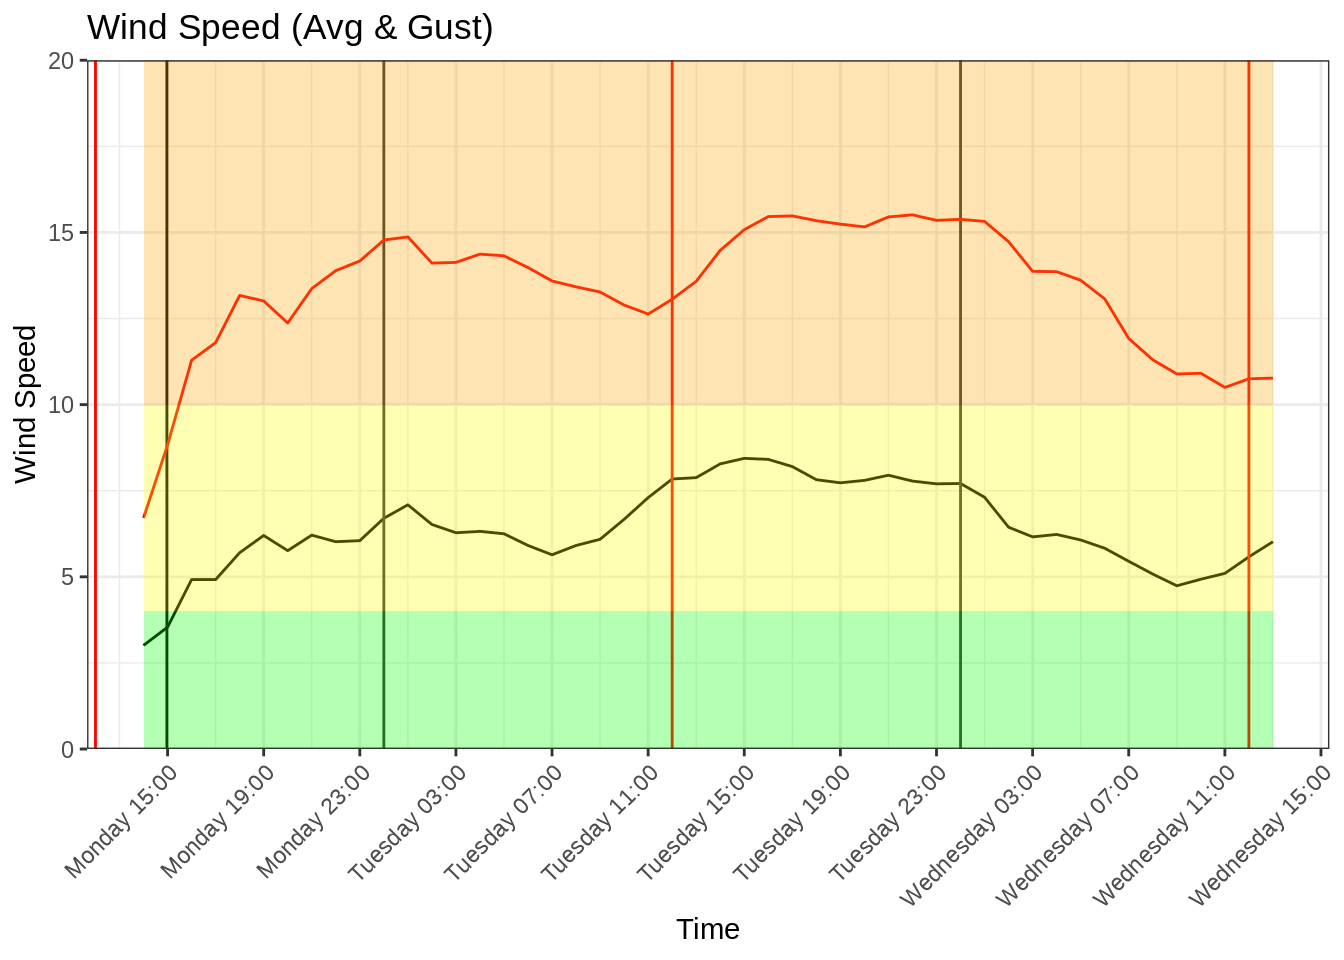 Wind Speed (Avg & Gust)
Wind Speed
20
15
10
5
0
Monday 15:00
Monday 19:00
Monday 23:00
Tuesday 03:00
Tuesday 07:00
Tuesday 11:00
Tuesday 15:00
Tuesday 19:00
Tuesday 23:00
Wednesday 03:00
Wednesday 07:00
Wednesday 11:00
Wednesday 15:00
Time